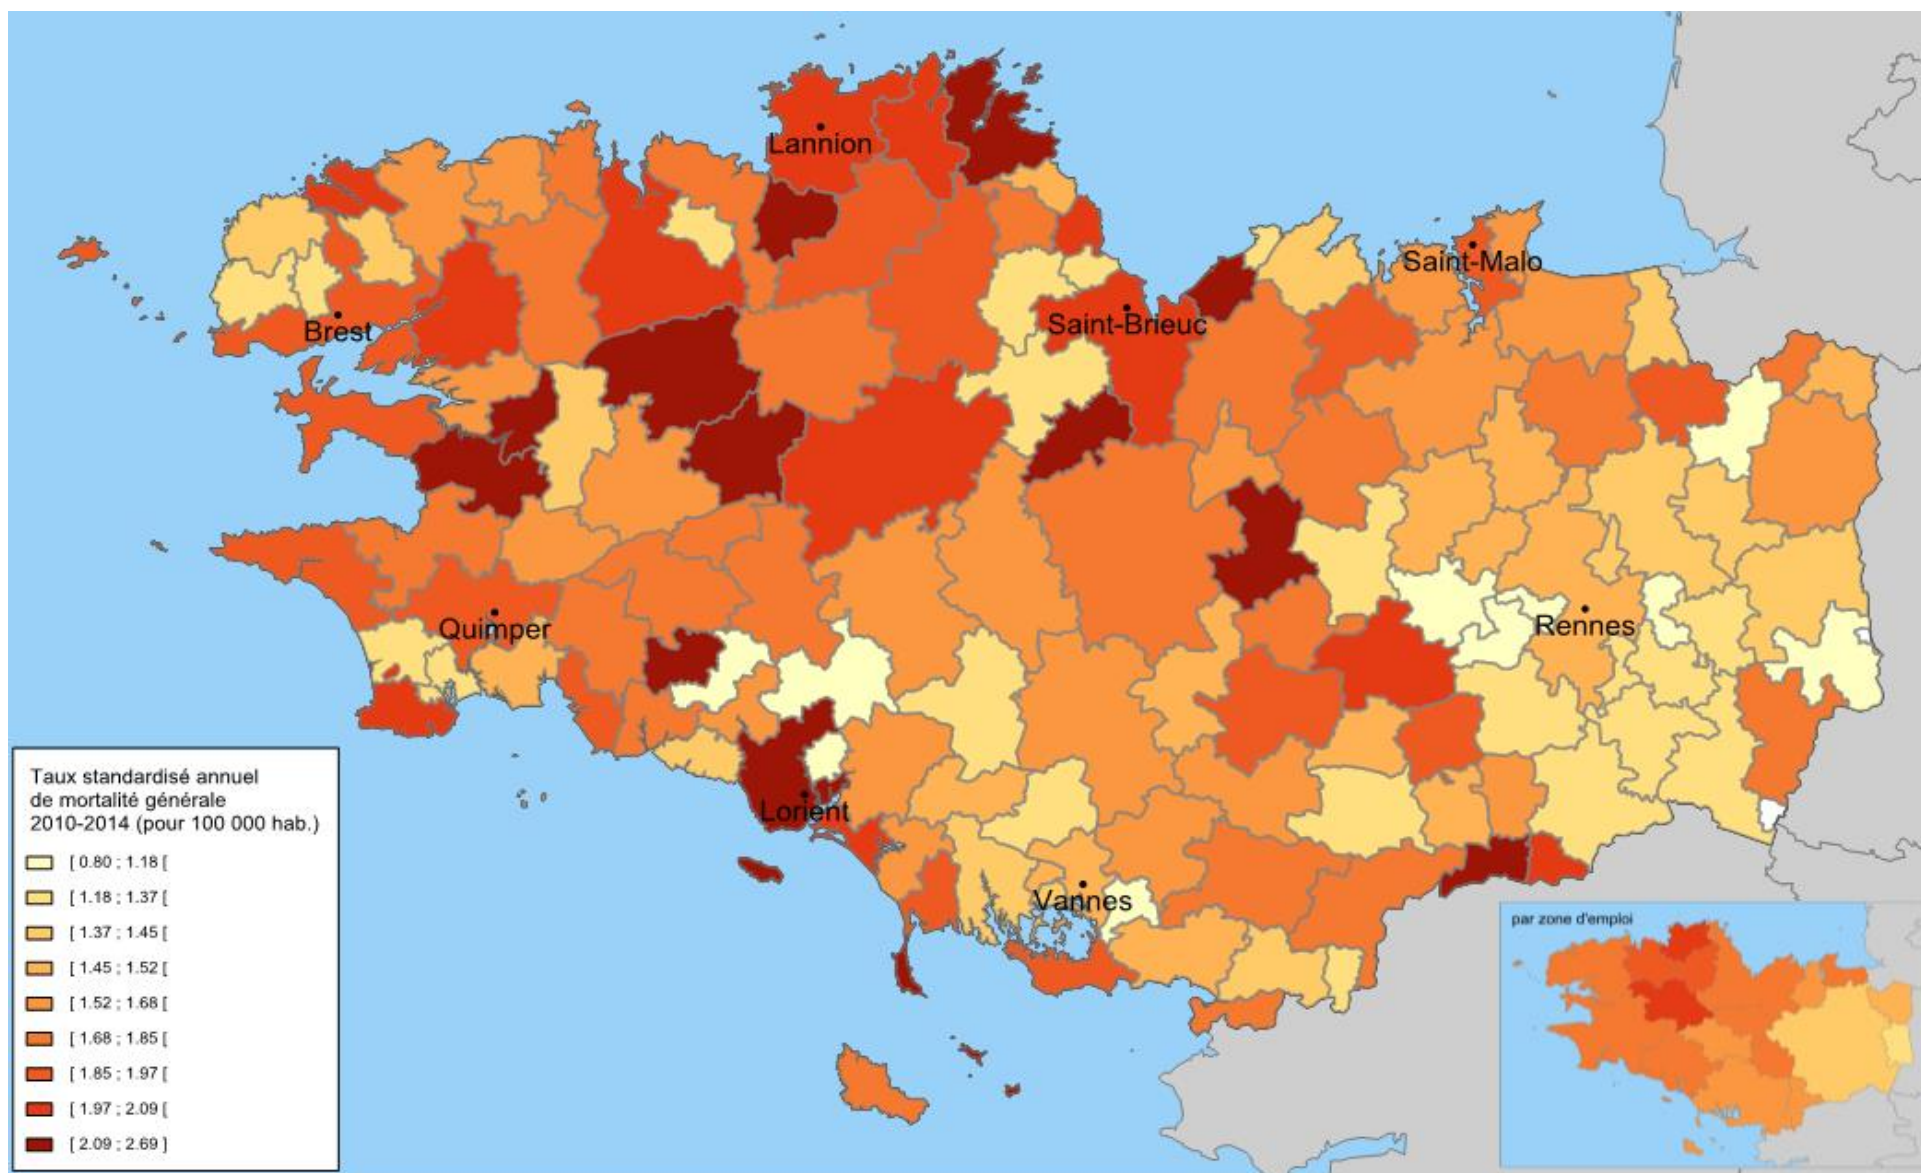 Lannion
Saint-Malo
Saint-Brieuc
Brest
Quimper
Rennes
Lorient
Vannes
Taux standardisé annuel
de mortalité générale
2010-2014 (pour 100 000 hab.)
[ 0.80 ; 1.18 [
[ 1.18 ; 1.37 [
[ 1.37 ; 1.45 [
[ 1.45 ; 1.52 [
[ 1.52 ; 1.68 [
[ 1.68 ; 1.85 [
[ 1.85 ; 1.97 [
[ 1.97 ; 2.09 [
[ 2.09 ; 2.69 ]
par zone d'emploi